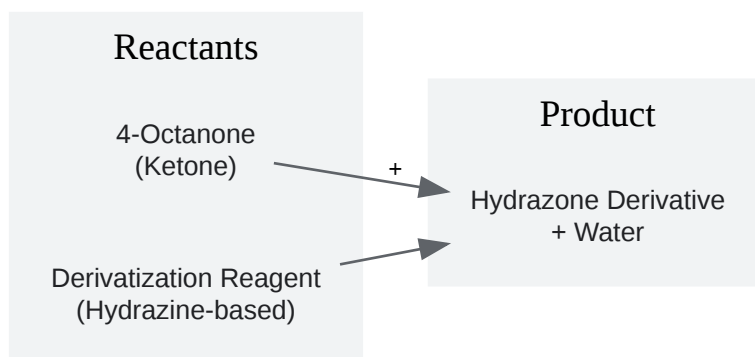 Reactants
4-Octanone
(Ketone)
Derivatization Reagent
(Hydrazine-based)
+
Product
Hydrazone Derivative
+ Water